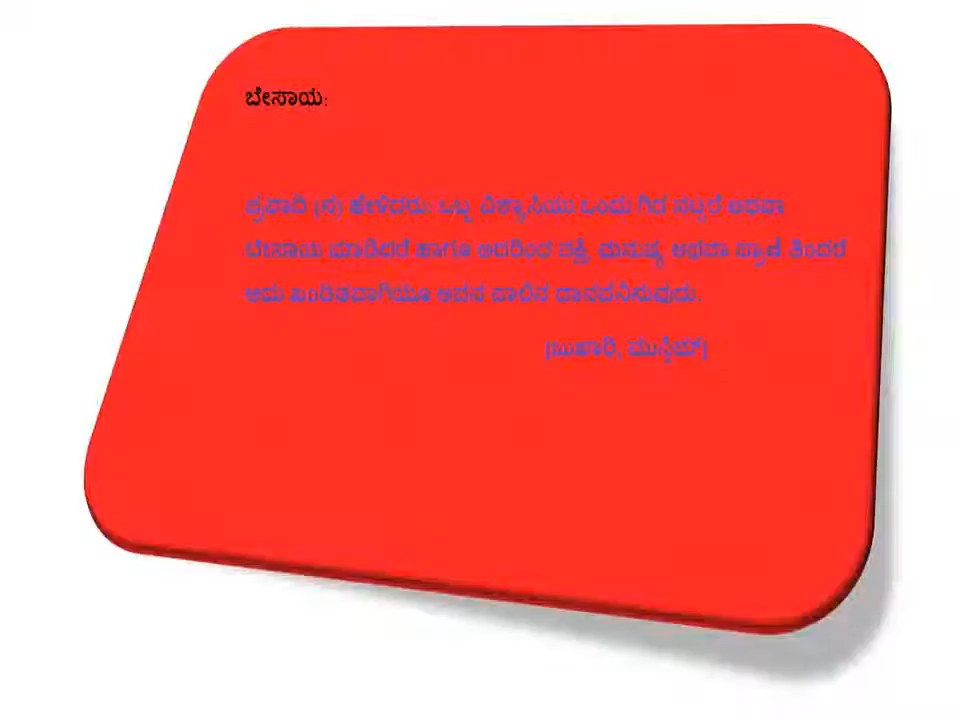 ಬೇಸಾಯ:
ಪ್ರವಾದಿ (ಸ) ಹೇಳಿದರು: ಒಬ್ಬ ವಿಶ್ವಾಸಿಯು ಒಂದು ಗಿಡ ನಟ್ಟರೆ ಅಥವಾ
ಬೇಸಾಯ ಮಾಡಿದರೆ ಹಾಗೂ ಅದರಿಂದ ಪಕ್ಷಿ, ಮನುಷ್ಯ ಅಥವಾ ಪ್ರಾಣಿ ತಿಂದರೆ
ಅದು ಖಂಡಿತವಾಗಿಯೂ ಅವನ ಪಾಲಿನ ದಾನವೆನಿಸುವುದು.
[ಬುಖಾರಿ, ಮುಸ್ಲಿಮ್]